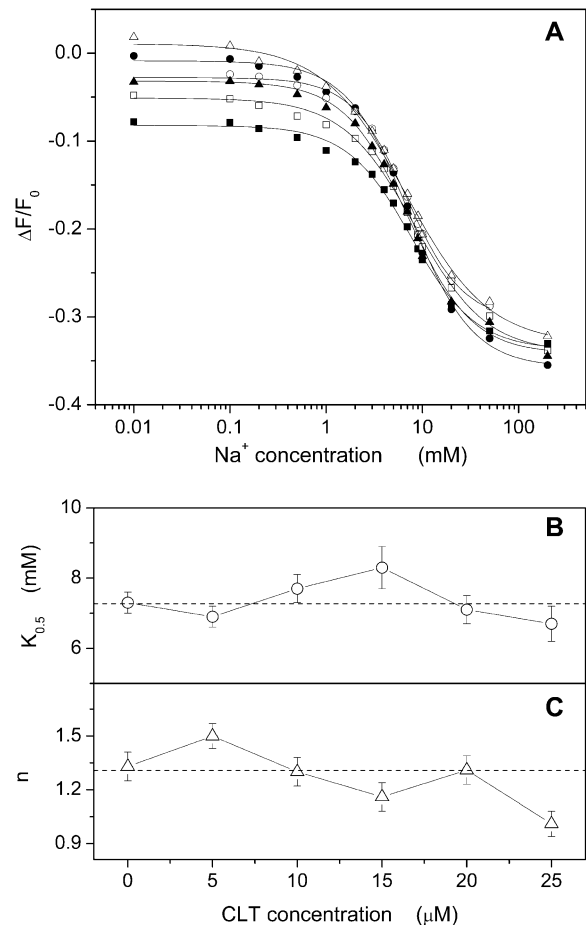 A
0.0
-0.1
-0.2
-0.3
-0.4
ΔF/F₀
0.01 0.1 1 10 100
Na⁺ concentration (mM)
B
10
8
6
K₀.₅ (mM)
C
1.5
1.2
0.9
n
0 5 10 15 20 25
CLT concentration (μM)